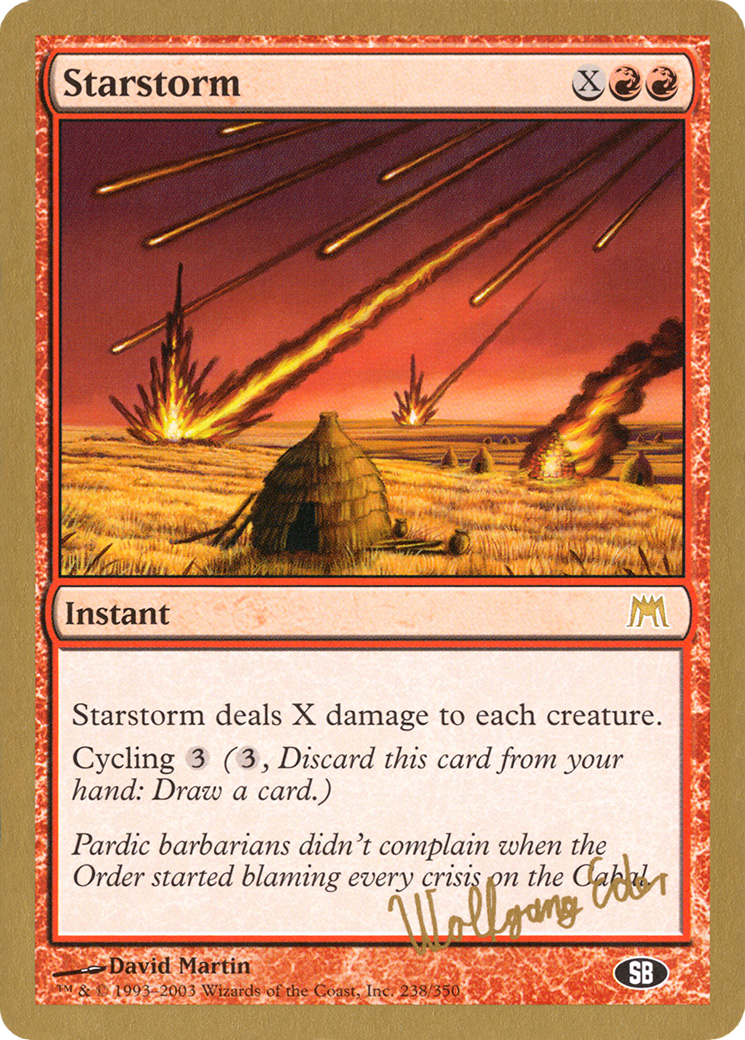 Starstorm X
Instant
Starstorm deals X damage to each creature.
Cycling 3 (3, Discard this card from your
hand: Draw a card.)
Pardic barbarians didn't complain when the
Order started blaming every crisis on the Cabal.
Wolfgang Eder
David Martin
SB
™ & © 1993–2003 Wizards of the Coast, Inc. 238/350